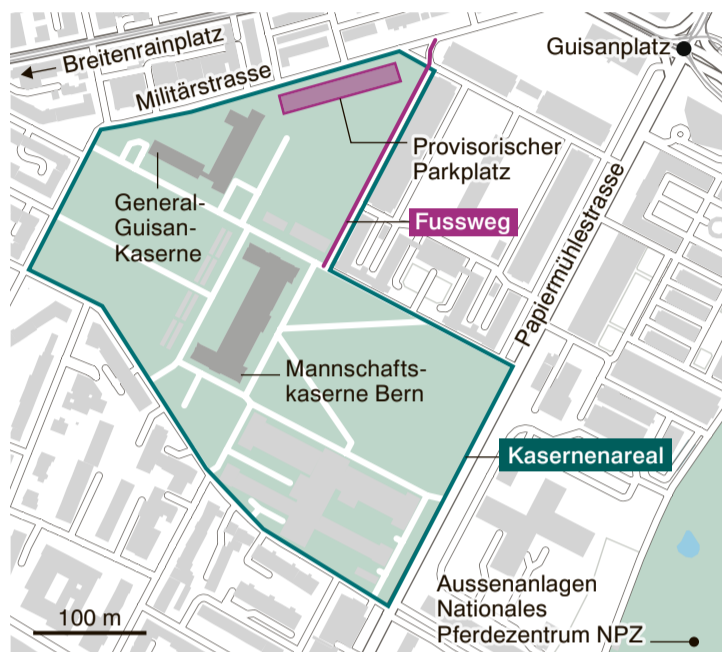 Guisanplatz
Breitenrainplatz
Militärstrasse
Provisorischer
Parkplatz
General-
Guisan-
Kaserne
Fussweg
Papiermühlestrasse
Mannschafts-
kaserne Bern
Kasernenareal
Aussenanlagen
Nationales
Pferdezentrum NPZ
100 m